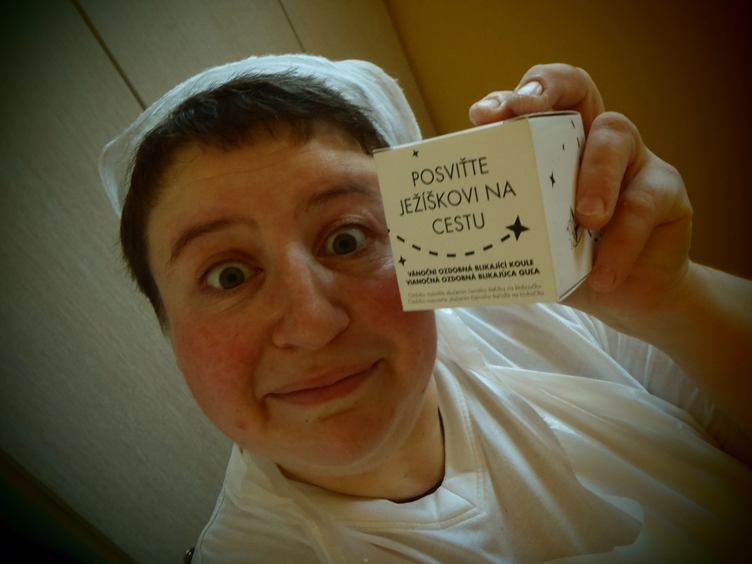 POSVIŤTE
JEŽÍŠKOVI NA
CESTU
VÁNOČNÍ OZDOBNÁ BLIKAJÍCÍ KOULE
VIANOČNÁ OZDOBNÁ BLIKAJÚCA GUĽA